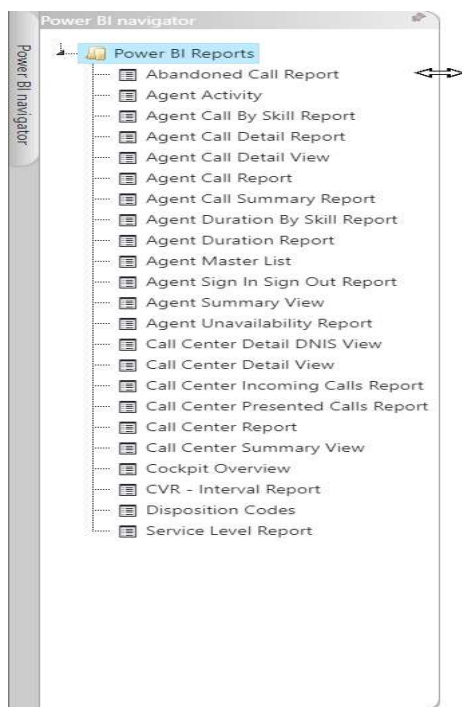 Power BI navigator
Power BI navigator
Power BI Reports
Abandoned Call Report
Agent Activity
Agent Call By Skill Report
Agent Call Detail Report
Agent Call Detail View
Agent Call Report
Agent Call Summary Report
Agent Duration By Skill Report
Agent Duration Report
Agent Master List
Agent Sign In Sign Out Report
Agent Summary View
Agent Unavailability Report
Call Center Detail DNIS View
Call Center Detail View
Call Center Incoming Calls Report
Call Center Presented Calls Report
Call Center Report
Call Center Summary View
Cockpit Overview
CVR - Interval Report
Disposition Codes
Service Level Report